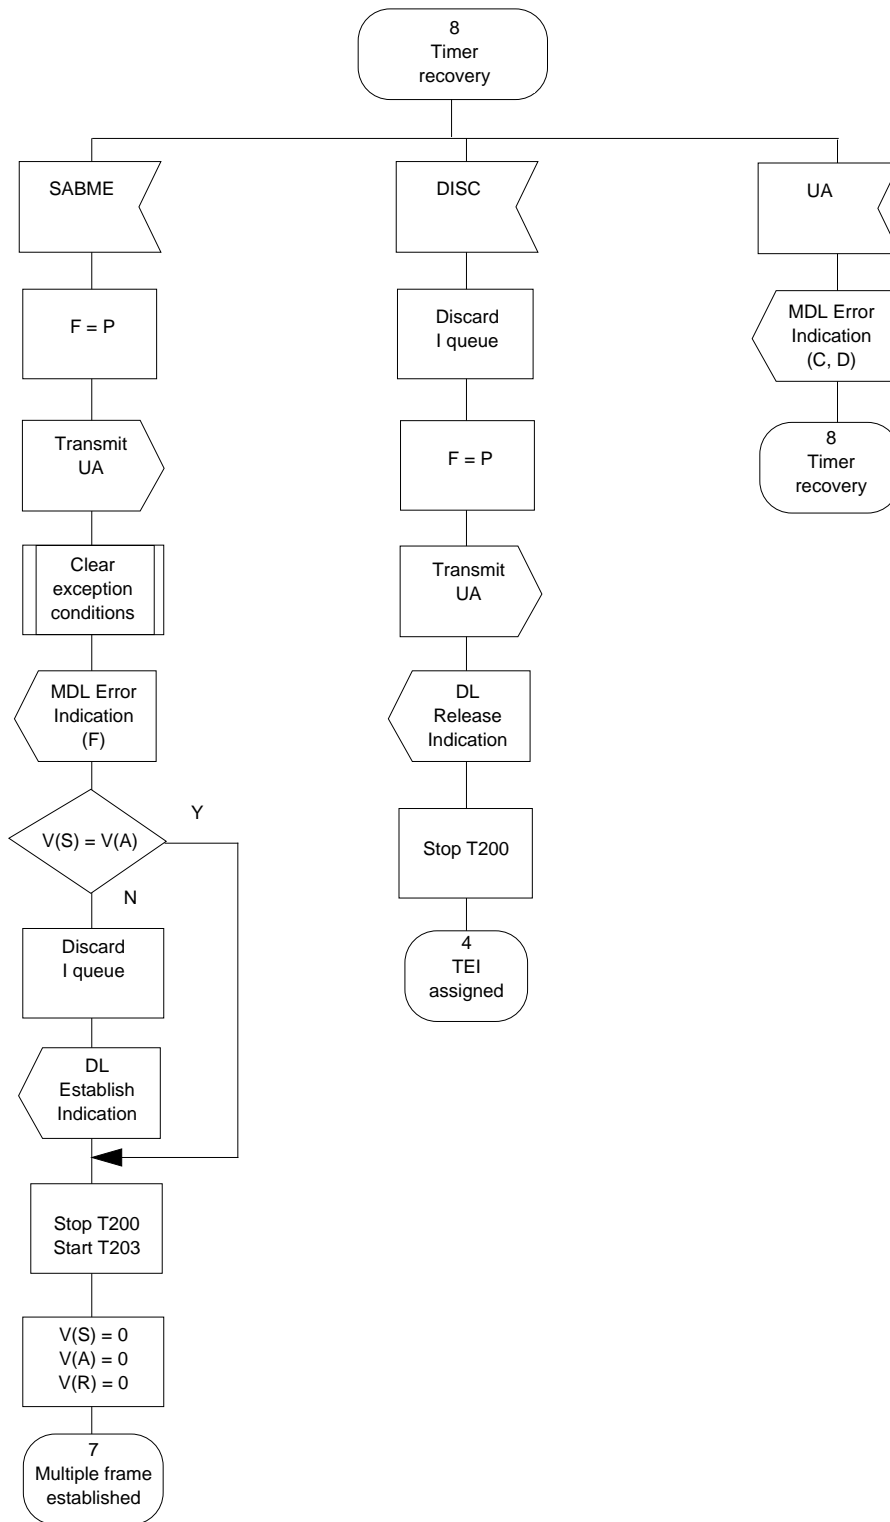 8
Timer
recovery
SABME
F = P
Transmit
UA
Clear
exception
conditions
MDL Error
Indication
(F)
V(S) = V(A)
Y
N
Discard
I queue
DL
Establish
Indication
Stop T200
Start T203
V(S) = 0
V(A) = 0
V(R) = 0
7
Multiple frame
established
DISC
Discard
I queue
F = P
Transmit
UA
DL
Release
Indication
Stop T200
4
TEI
assigned
UA
MDL Error
Indication
(C, D)
8
Timer
recovery